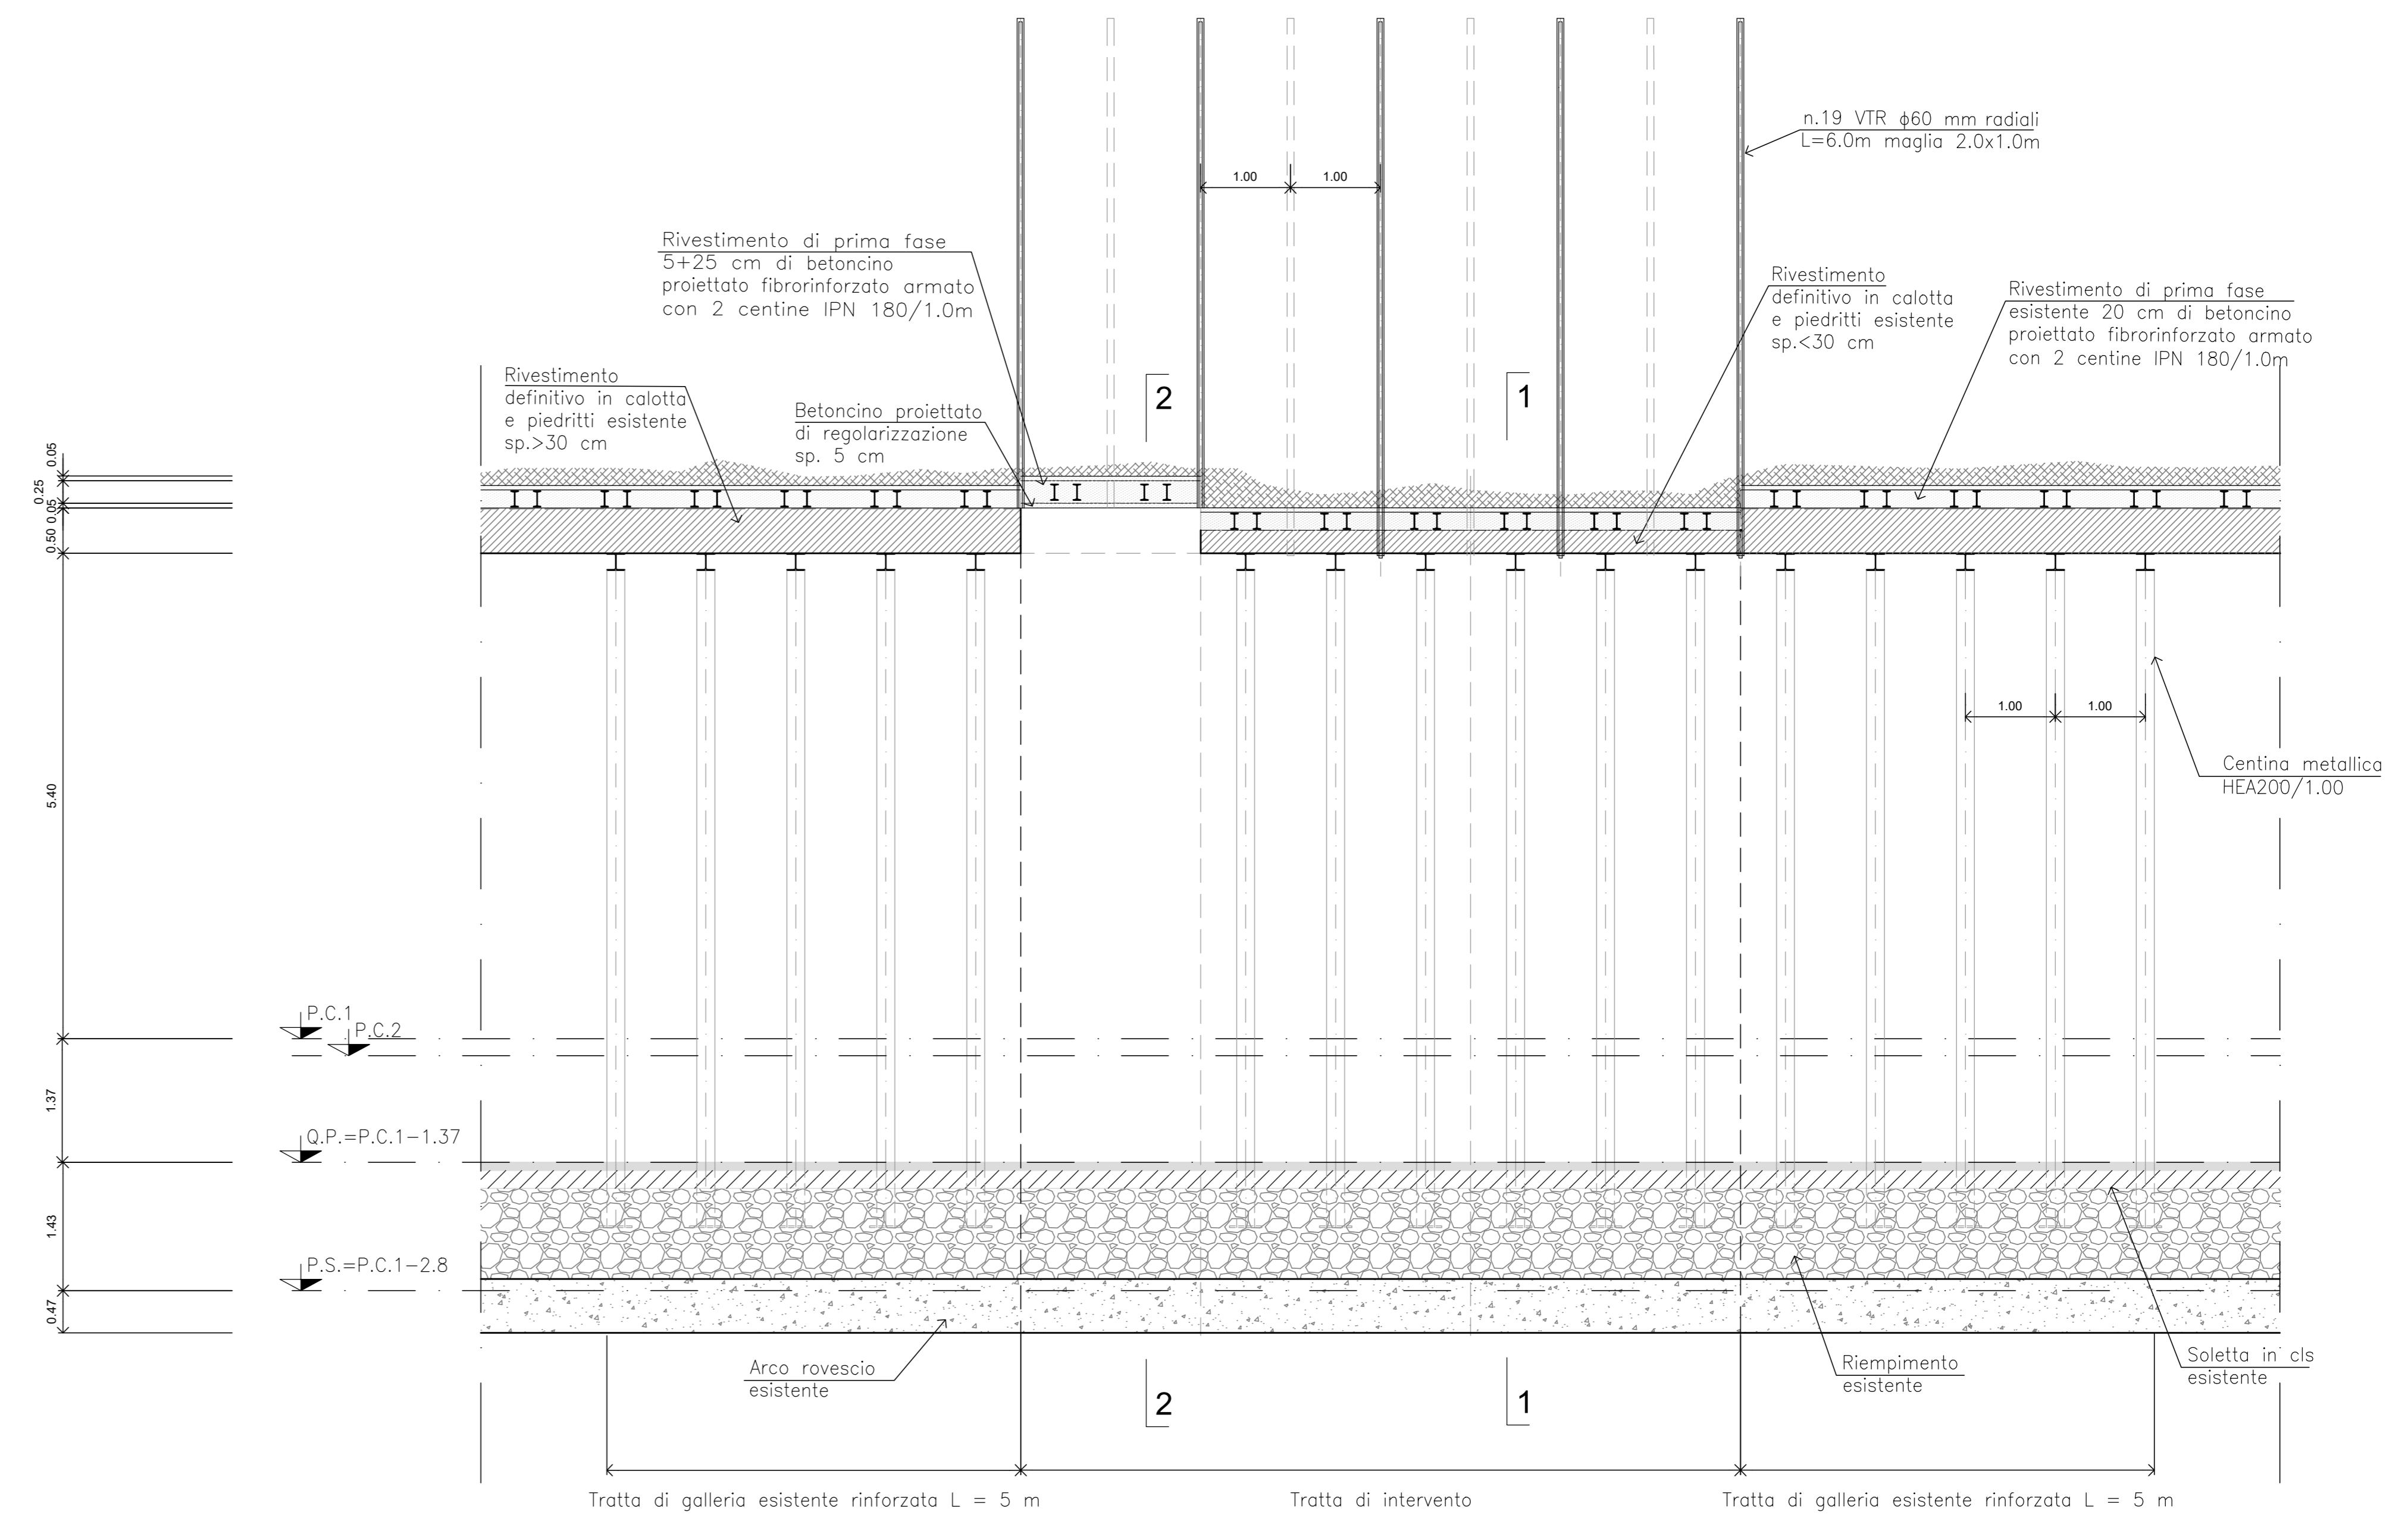 n.19 VTR ϕ60 mm radiali
L=6.0m maglia 2.0x1.0m
1.00
1.00
Rivestimento di prima fase
5+25 cm di betoncino
proiettato fibrorinforzato armato
con 2 centine IPN 180/1.0m
Rivestimento
definitivo in calotta
e piedritti esistente
sp.<30 cm
Rivestimento di prima fase
esistente 20 cm di betoncino
proiettato fibrorinforzato armato
con 2 centine IPN 180/1.0m
Rivestimento
definitivo in calotta
e piedritti esistente
sp.>30 cm
Betoncino proiettato
di regolarizzazione
sp. 5 cm
2
1
0.05
0.25
0.05
0.50
5.40
1.37
1.43
0.47
1.00
1.00
Centina metallica
HEA200/1.00
P.C.1
P.C.2
Q.P.=P.C.1-1.37
P.S.=P.C.1-2.8
Arco rovescio
esistente
Riempimento
esistente
Soletta in cls
esistente
2
1
Tratta di galleria esistente rinforzata L = 5 m
Tratta di intervento
Tratta di galleria esistente rinforzata L = 5 m